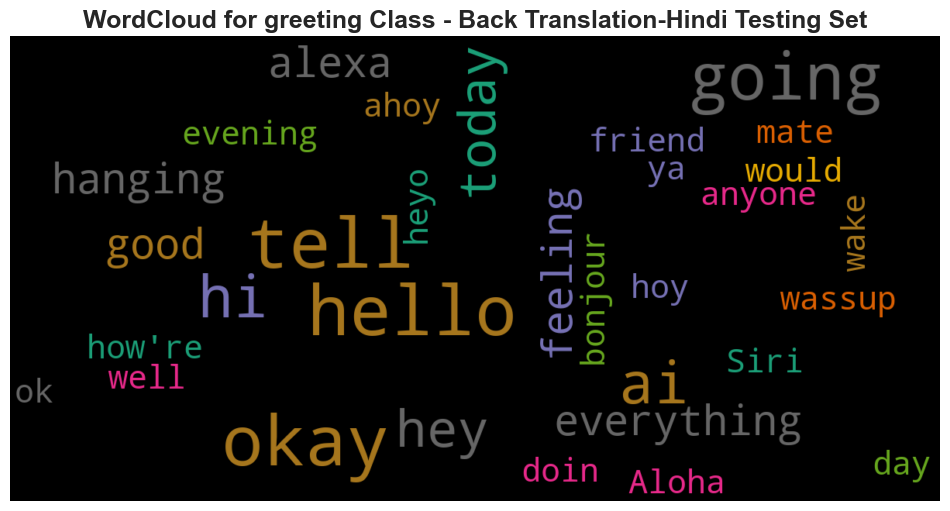 WordCloud for greeting Class - Back Translation-Hindi Testing Set
alexa
today
going
ahoy
evening
friend
mate
hanging
heyo
ya
would
anyone
good
tell
feeling
wake
hi
hello
bonjour
hoy
wassup
how're
well
Siri
ok
ai
okay
hey
everything
doin
Aloha
day